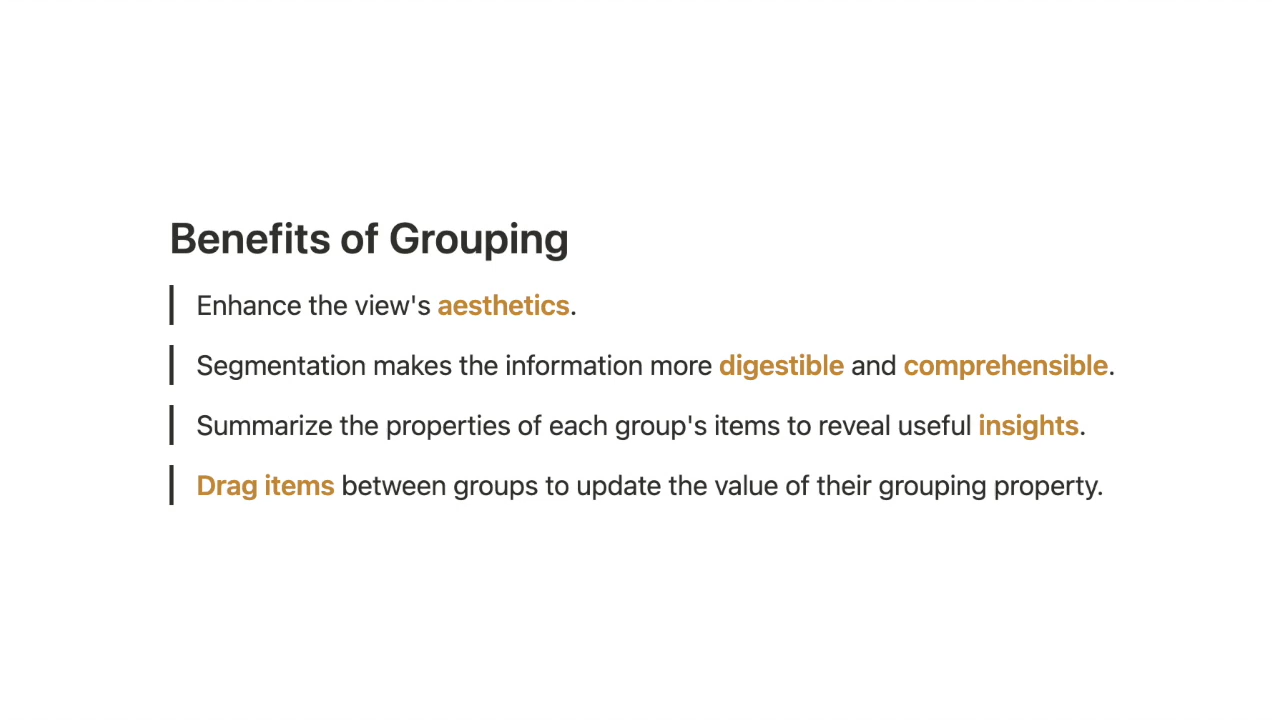 Benefits of Grouping
Enhance the view's aesthetics.
Segmentation makes the information more digestible and comprehensible.
Summarize the properties of each group's items to reveal useful insights.
Drag items between groups to update the value of their grouping property.